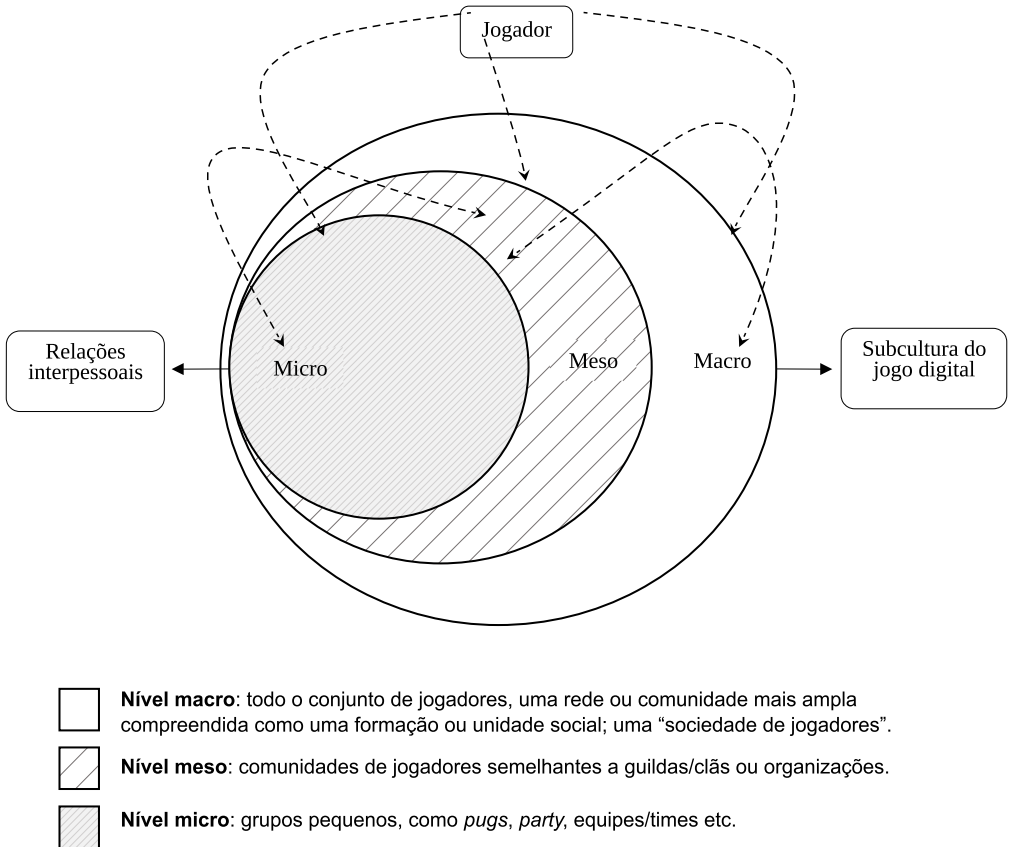 Jogador
Relações
interpessoais
Micro
Meso
Macro
Subcultura do
jogo digital
Nível macro: todo o conjunto de jogadores, uma rede ou comunidade mais ampla
compreendida como uma formação ou unidade social; uma “sociedade de jogadores”.
Nível meso: comunidades de jogadores semelhantes a guildas/clãs ou organizações.
Nível micro: grupos pequenos, como pugs, party, equipes/times etc.